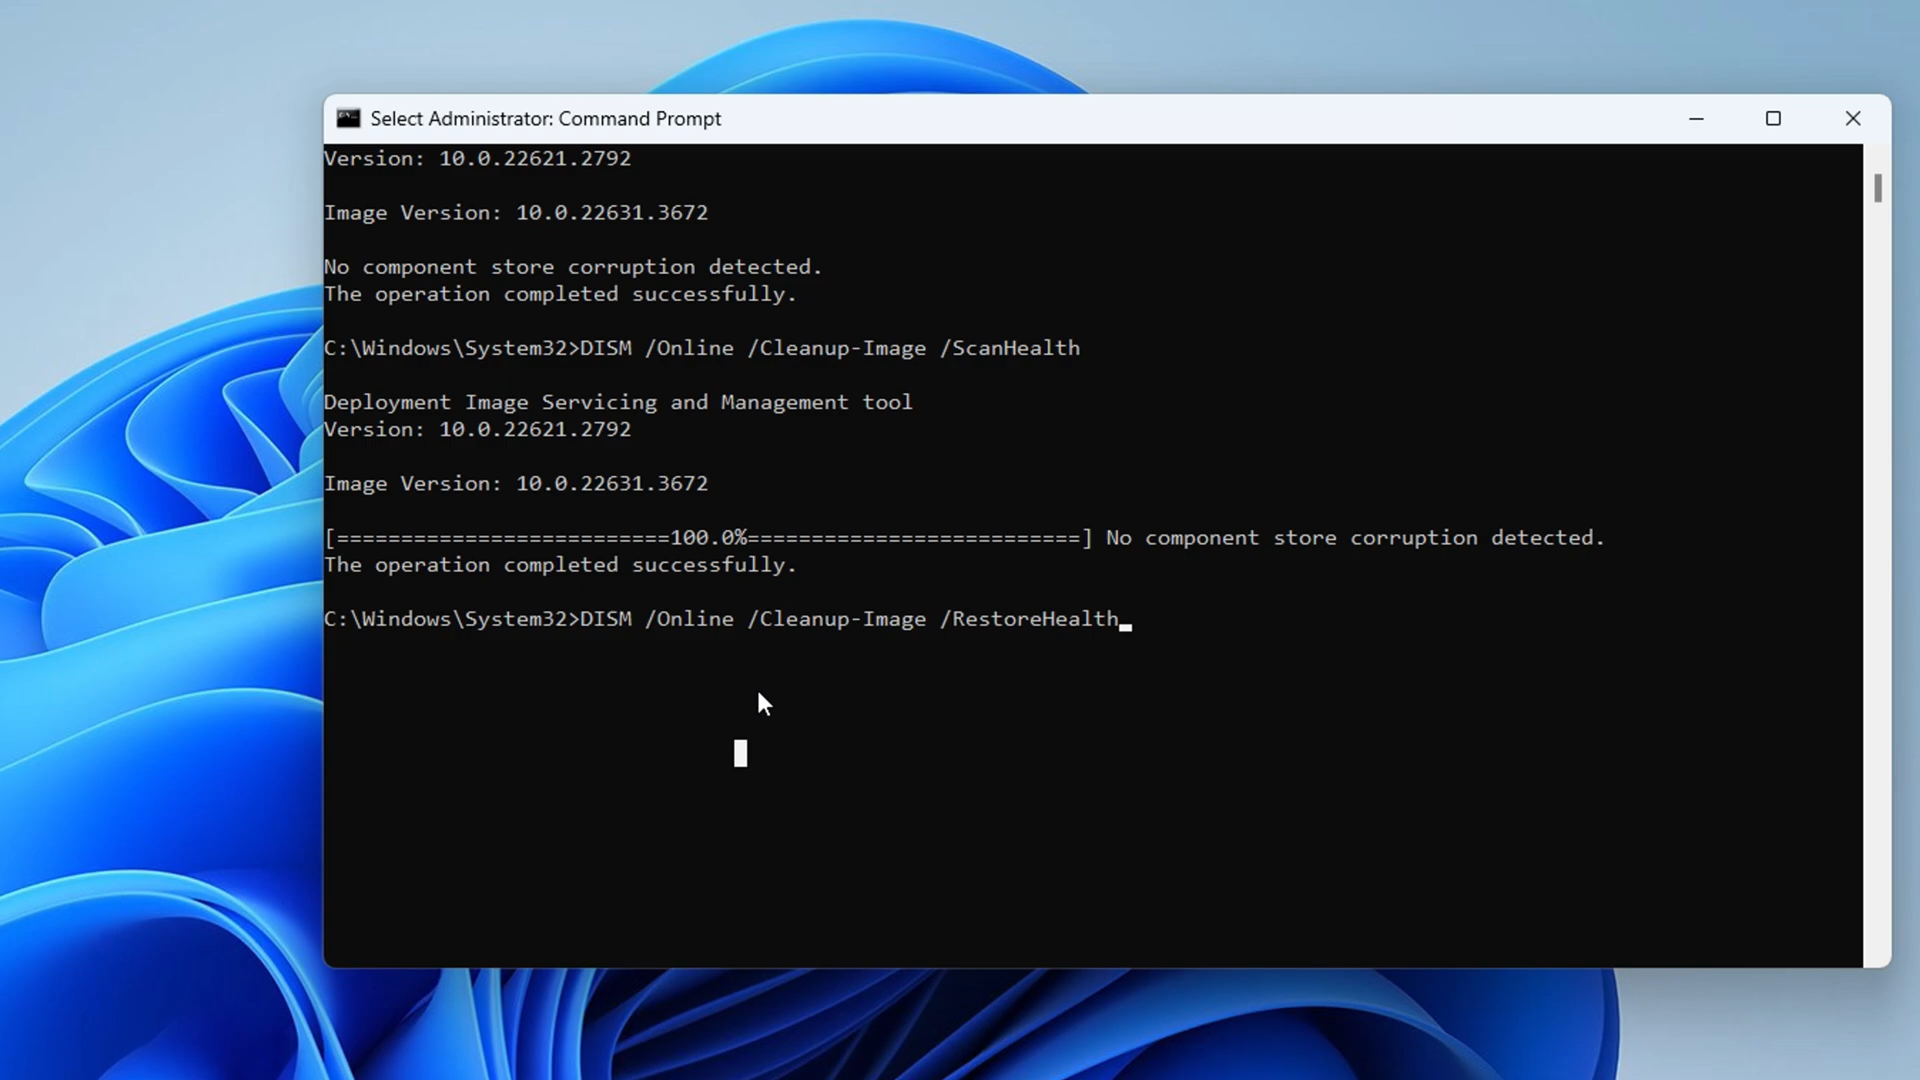 Select Administrator: Command Prompt
Version: 10.0.22621.2792
Image Version: 10.0.22631.3672
No component store corruption detected.
The operation completed successfully.
C:\Windows\System32>DISM /Online /Cleanup-Image /ScanHealth
Deployment Image Servicing and Management tool
Version: 10.0.22621.2792
Image Version: 10.0.22631.3672
[==========================100.0%==========================] No component store corruption detected.
The operation completed successfully.
C:\Windows\System32>DISM /Online /Cleanup-Image /RestoreHealth